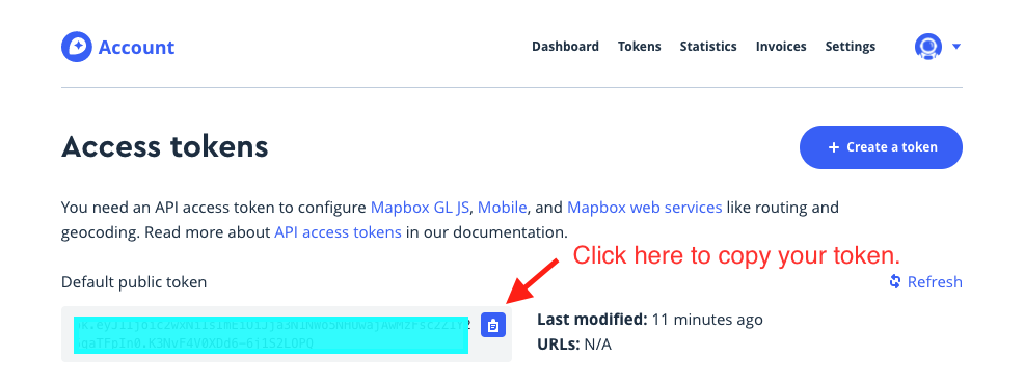 Account
Dashboard Tokens Statistics Invoices Settings
Access tokens
+ Create a token
You need an API access token to configure Mapbox GL JS, Mobile, and Mapbox web services like routing and
geocoding. Read more about API access tokens in our documentation.
Click here to copy your token.
Default public token
Refresh
Last modified: 11 minutes ago
URLs: N/A